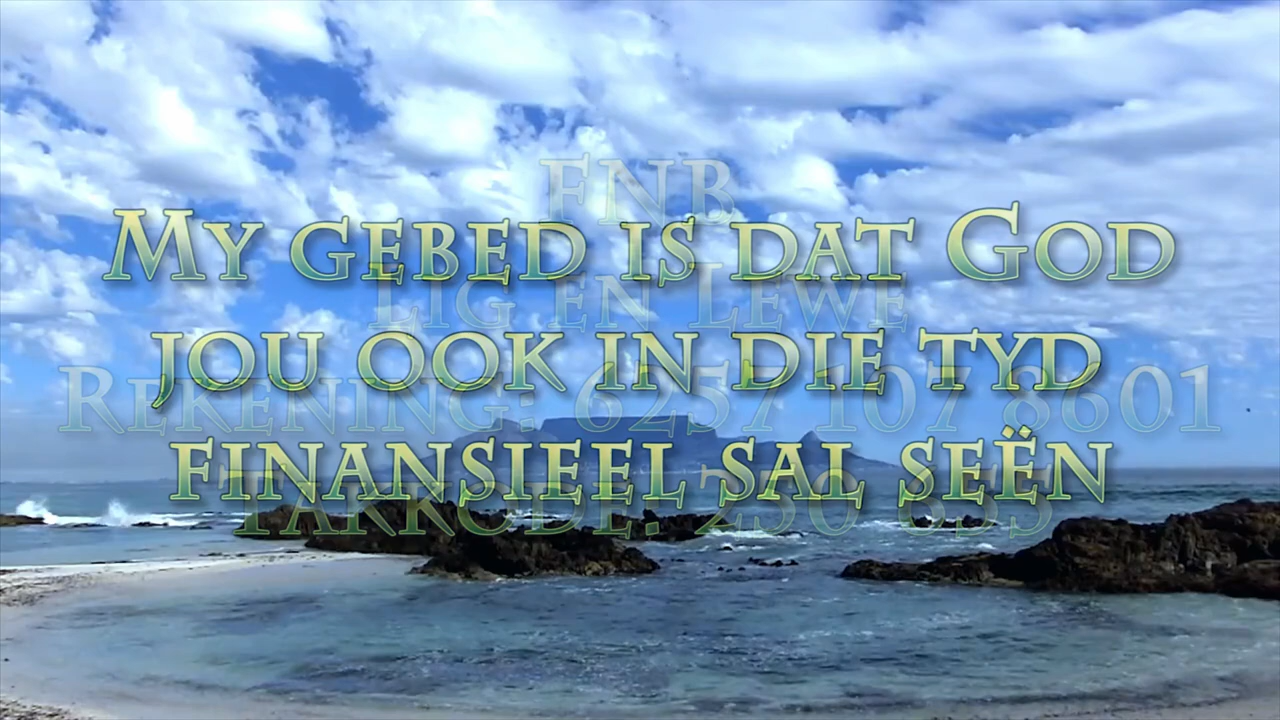 FNB
My gebed is dat God
Lig en Lewe
jou ook in die tyd
Rekening: 6257 107 8601
finansieel sal seën
Takkode: 250 655